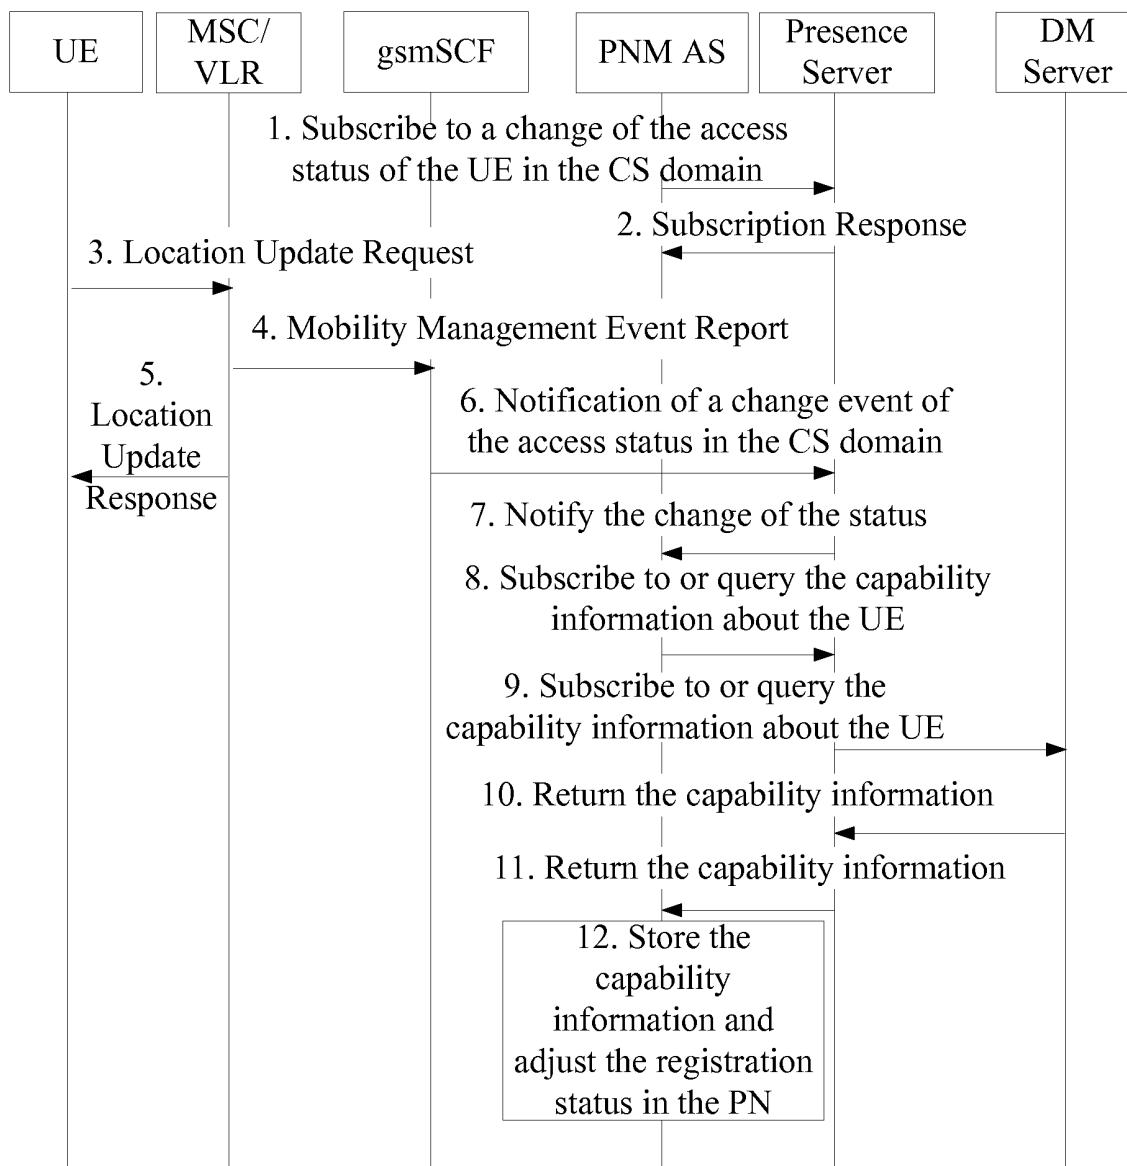 UE
MSC/
VLR
gsmSCF
PNM AS
Presence
Server
DM
Server
1. Subscribe to a change of the access
status of the UE in the CS domain
2. Subscription Response
3. Location Update Request
4. Mobility Management Event Report
5.
Location
Update
Response
6. Notification of a change event of
the access status in the CS domain
7. Notify the change of the status
8. Subscribe to or query the capability
information about the UE
9. Subscribe to or query the
capability information about the UE
10. Return the capability information
11. Return the capability information
12. Store the
capability
information and
adjust the registration
status in the PN